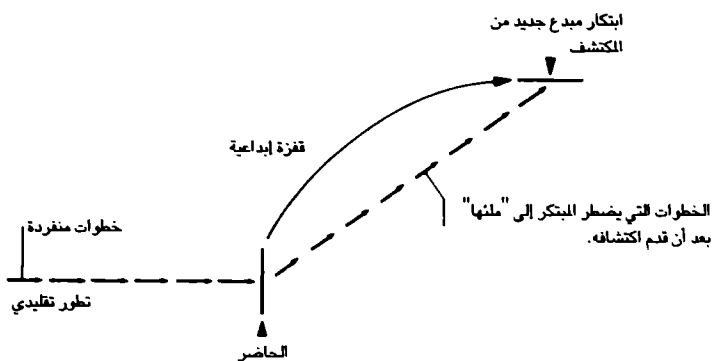 ابتكار مبدع جديد من
المكتشف
قفزة إبداعية
الخطوات التي يضطر المبتكر إلى "ملئها"
بعد أن قدم اكتشافه.
خطوات منفردة
تطور تقليدي
الحاضر